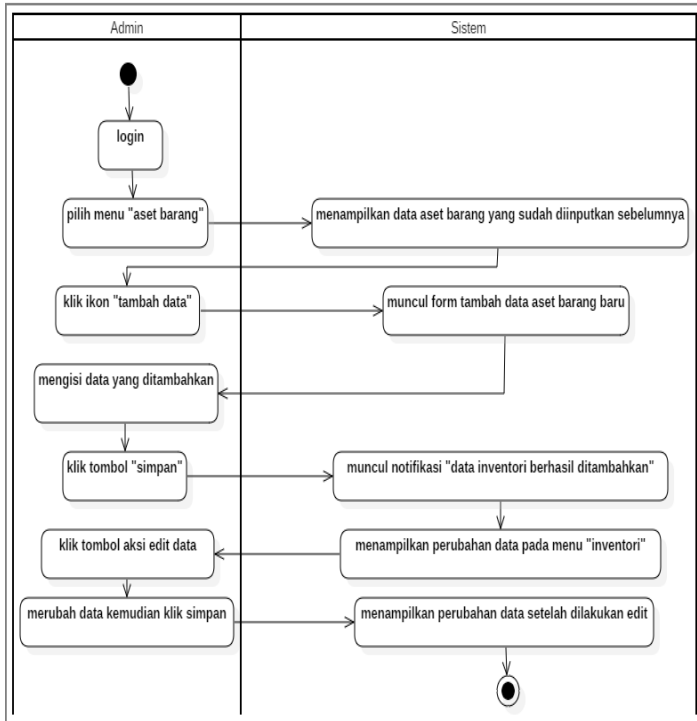 Admin
Sistem
login
pilih menu "aset barang"
menampilkan data aset barang yang sudah diinputkan sebelumnya
klik ikon "tambah data"
muncul form tambah data aset barang baru
mengisi data yang ditambahkan
klik tombol "simpan"
muncul notifikasi "data inventori berhasil ditambahkan"
klik tombol aksi edit data
menampilkan perubahan data pada menu "inventori"
merubah data kemudian klik simpan
menampilkan perubahan data setelah dilakukan edit